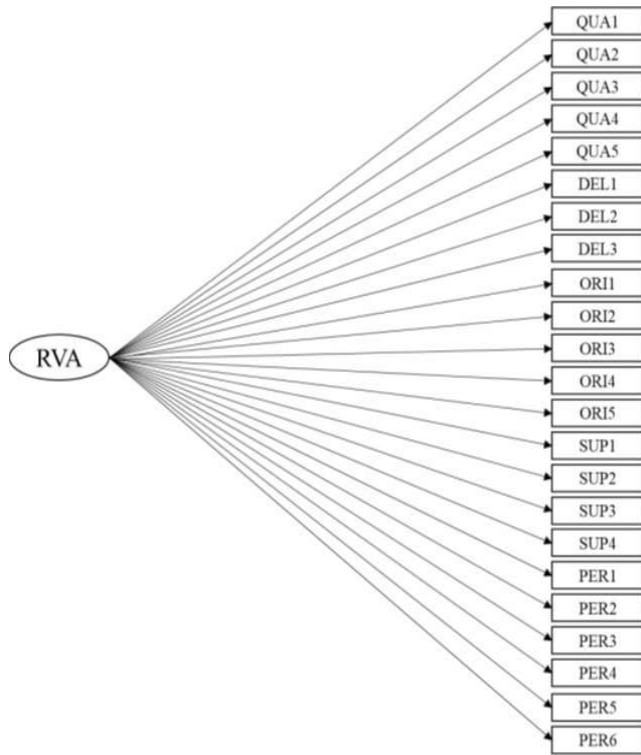 QUA1
QUA2
QUA3
QUA4
QUA5
DEL1
DEL2
DEL3
ORI1
ORI2
RVA
ORI3
ORI4
ORI5
SUP1
SUP2
SUP3
SUP4
PER1
PER2
PER3
PER4
PER5
PER6